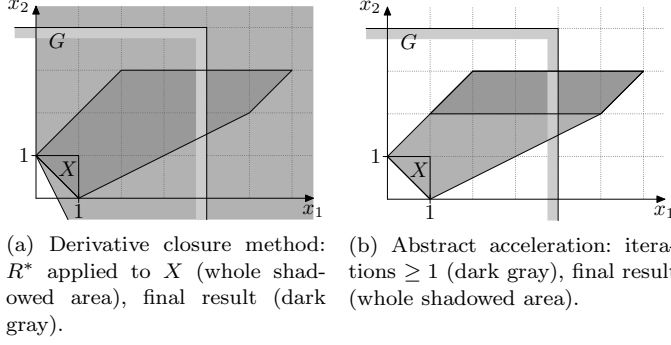 x2
G
1
X
1
x1
(a) Derivative closure method:
R* applied to X (whole shad-
owed area), final result (dark
gray).
x2
G
1
X
1
x1
(b) Abstract acceleration: itera-
tions ≥ 1 (dark gray), final result
(whole shadowed area).